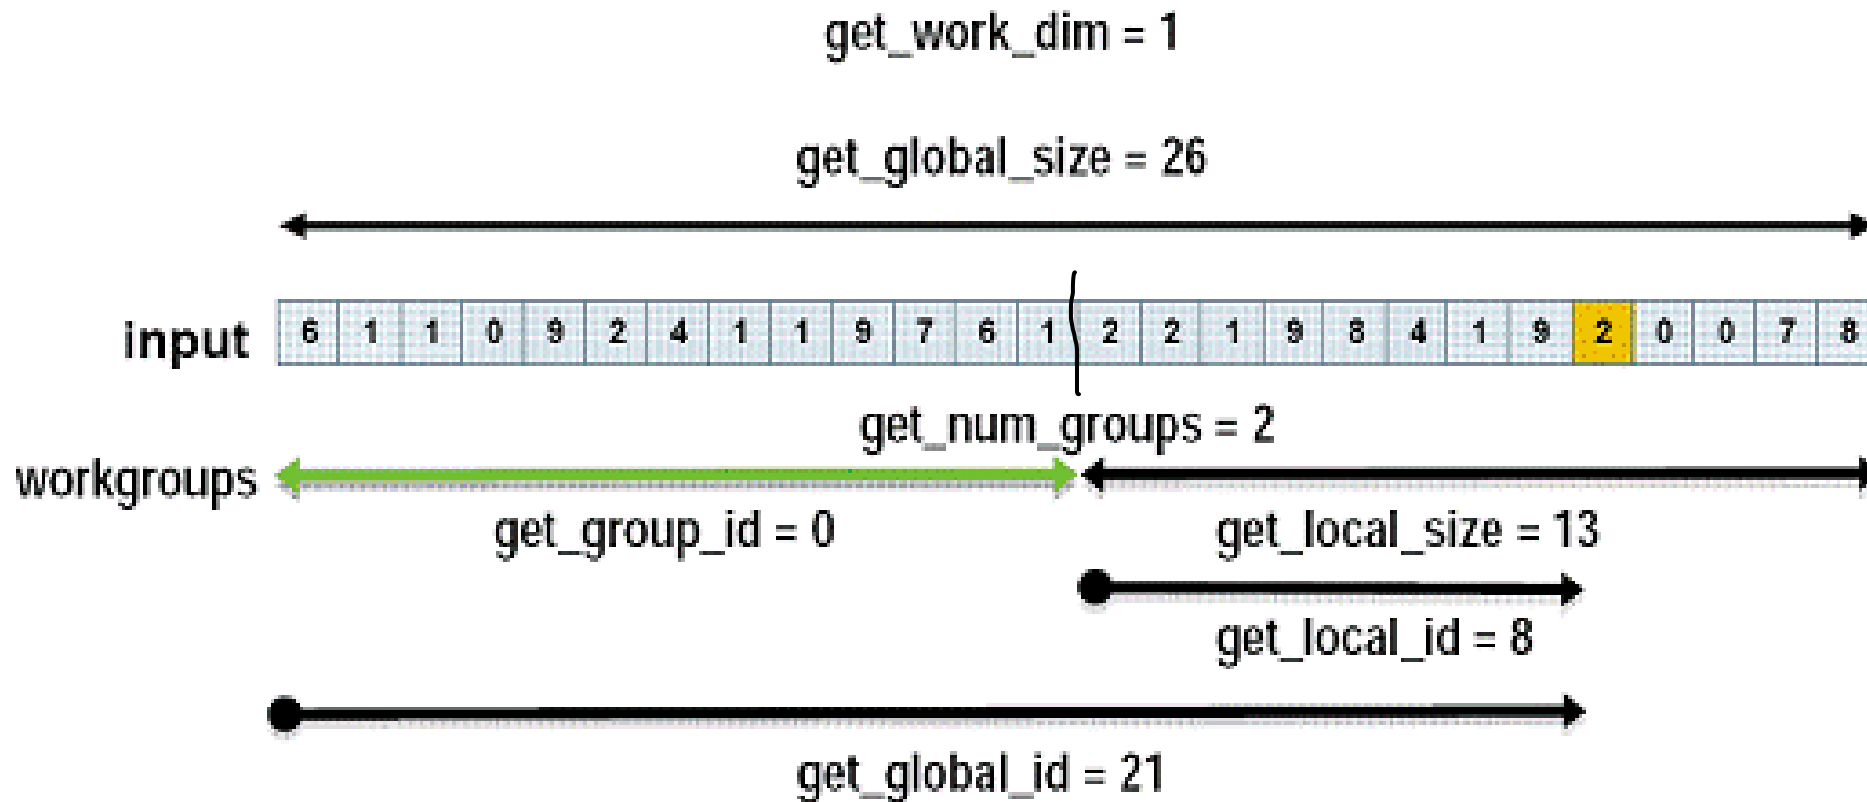 get_work_dim = 1
get_global_size = 26
input 6 1 1 0 9 2 4 1 1 9 7 6 1 2 2 1 9 8 4 1 9 2 0 0 7 8
get_num_groups = 2
workgroups
get_group_id = 0 get_local_size = 13
get_local_id = 8
get_global_id = 21